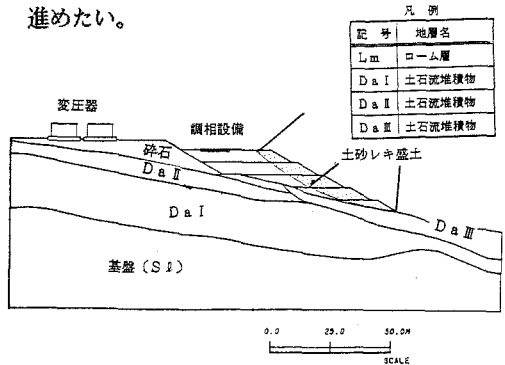 進めたい。
凡 例
記 号 地層名
Lm ローム層
DaⅠ 土石流堆積物
DaⅡ 土石流堆積物
DaⅢ 土石流堆積物
変圧器
調相設備
砕石
土砂レキ盛土
DaⅡ
DaⅠ
DaⅢ
基盤(Sℓ)
0.0 25.0 50.0M
SCALE